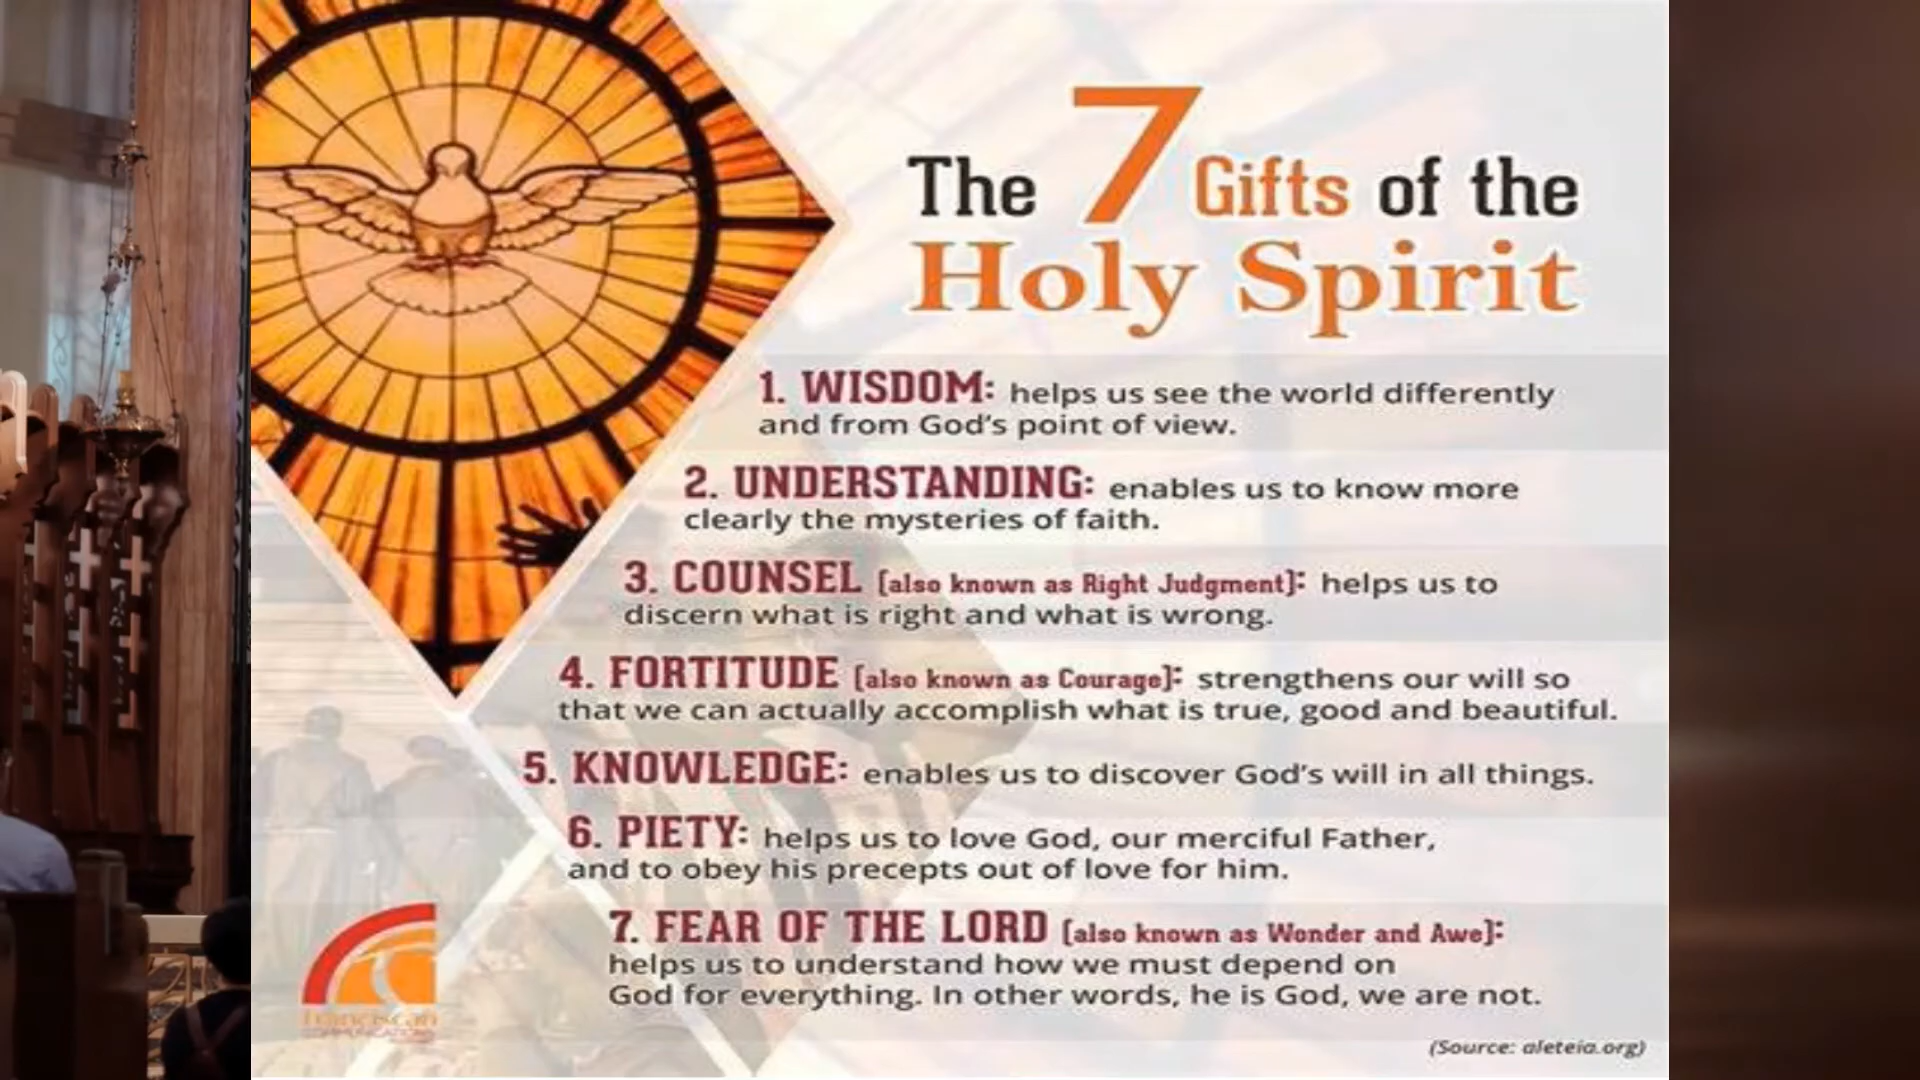 The 7 Gifts of the
Holy Spirit
1. WISDOM: helps us see the world differently
and from God's point of view.
2. UNDERSTANDING: enables us to know more
clearly the mysteries of faith.
3. COUNSEL [also known as Right Judgment]: helps us to
discern what is right and what is wrong.
4. FORTITUDE [also known as Courage]: strengthens our will so
that we can actually accomplish what is true, good and beautiful.
5. KNOWLEDGE: enables us to discover God's will in all things.
6. PIETY: helps us to love God, our merciful Father,
and to obey his precepts out of love for him.
7. FEAR OF THE LORD [also known as Wonder and Awe]:
helps us to understand how we must depend on
God for everything. In other words, he is God, we are not.
franciscan
COMMUNICATIONS
(Source: aleteia.org)